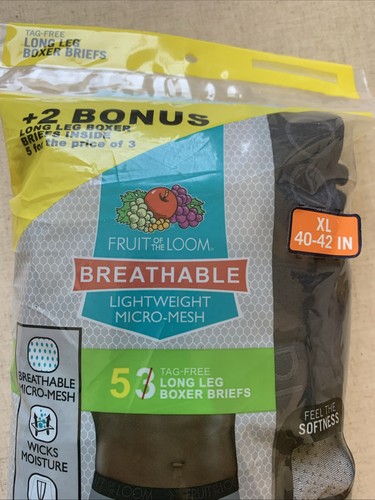 TAG-FREE
LONG LEG
BOXER BRIEFS
+2 BONUS
LONG LEG BOXER
BRIEFS INSIDE
5 for the price of 3
FRUIT OF THE LOOM®
BREATHABLE
LIGHTWEIGHT
MICRO-MESH
XL
40-42 IN
5 3
TAG-FREE
LONG LEG
BOXER BRIEFS
BREATHABLE
MICRO-MESH
WICKS
MOISTURE
FEEL THE
SOFTNESS